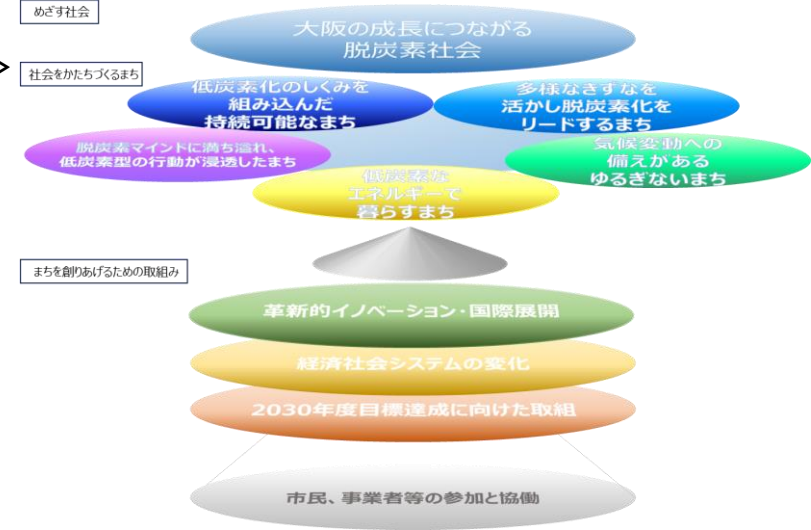 めざす社会
大阪の成長につながる
脱炭素社会
社会をかたちづくるまち
低炭素化のしくみを
組み込んだ
持続可能なまち
多様なきずなを
活かし脱炭素化を
リードするまち
脱炭素マインドに満ち溢れ、
低炭素型の行動が浸透したまち
気候変動への
備えがある
ゆるぎないまち
低炭素な
エネルギーで
暮らすまち
まちを創りあげるための取組み
革新的イノベーション・国際展開
経済社会システムの変化
2030年度目標達成に向けた取組
市民、事業者等の参加と協働